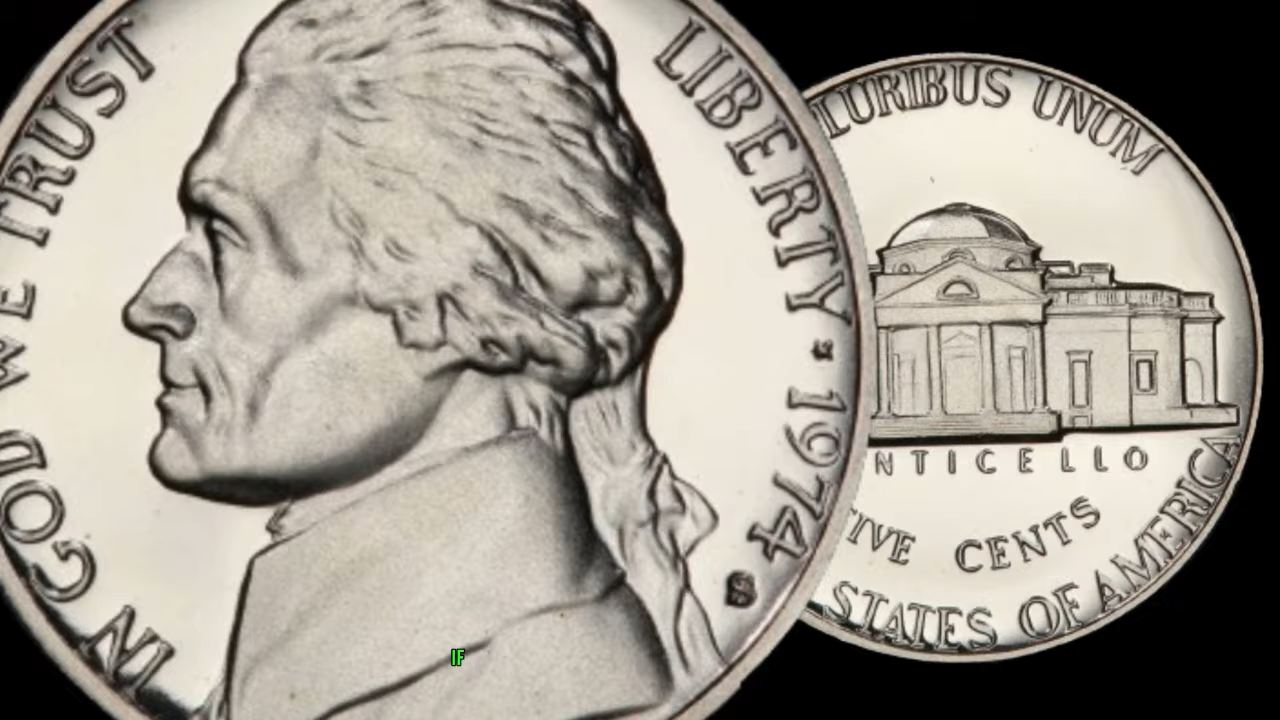 IN GOD WE TRUST
LIBERTY * 1974
S
LURIBUS UNUM
NTICELLO
IVE CENTS
STATES OF AMERICA
IF